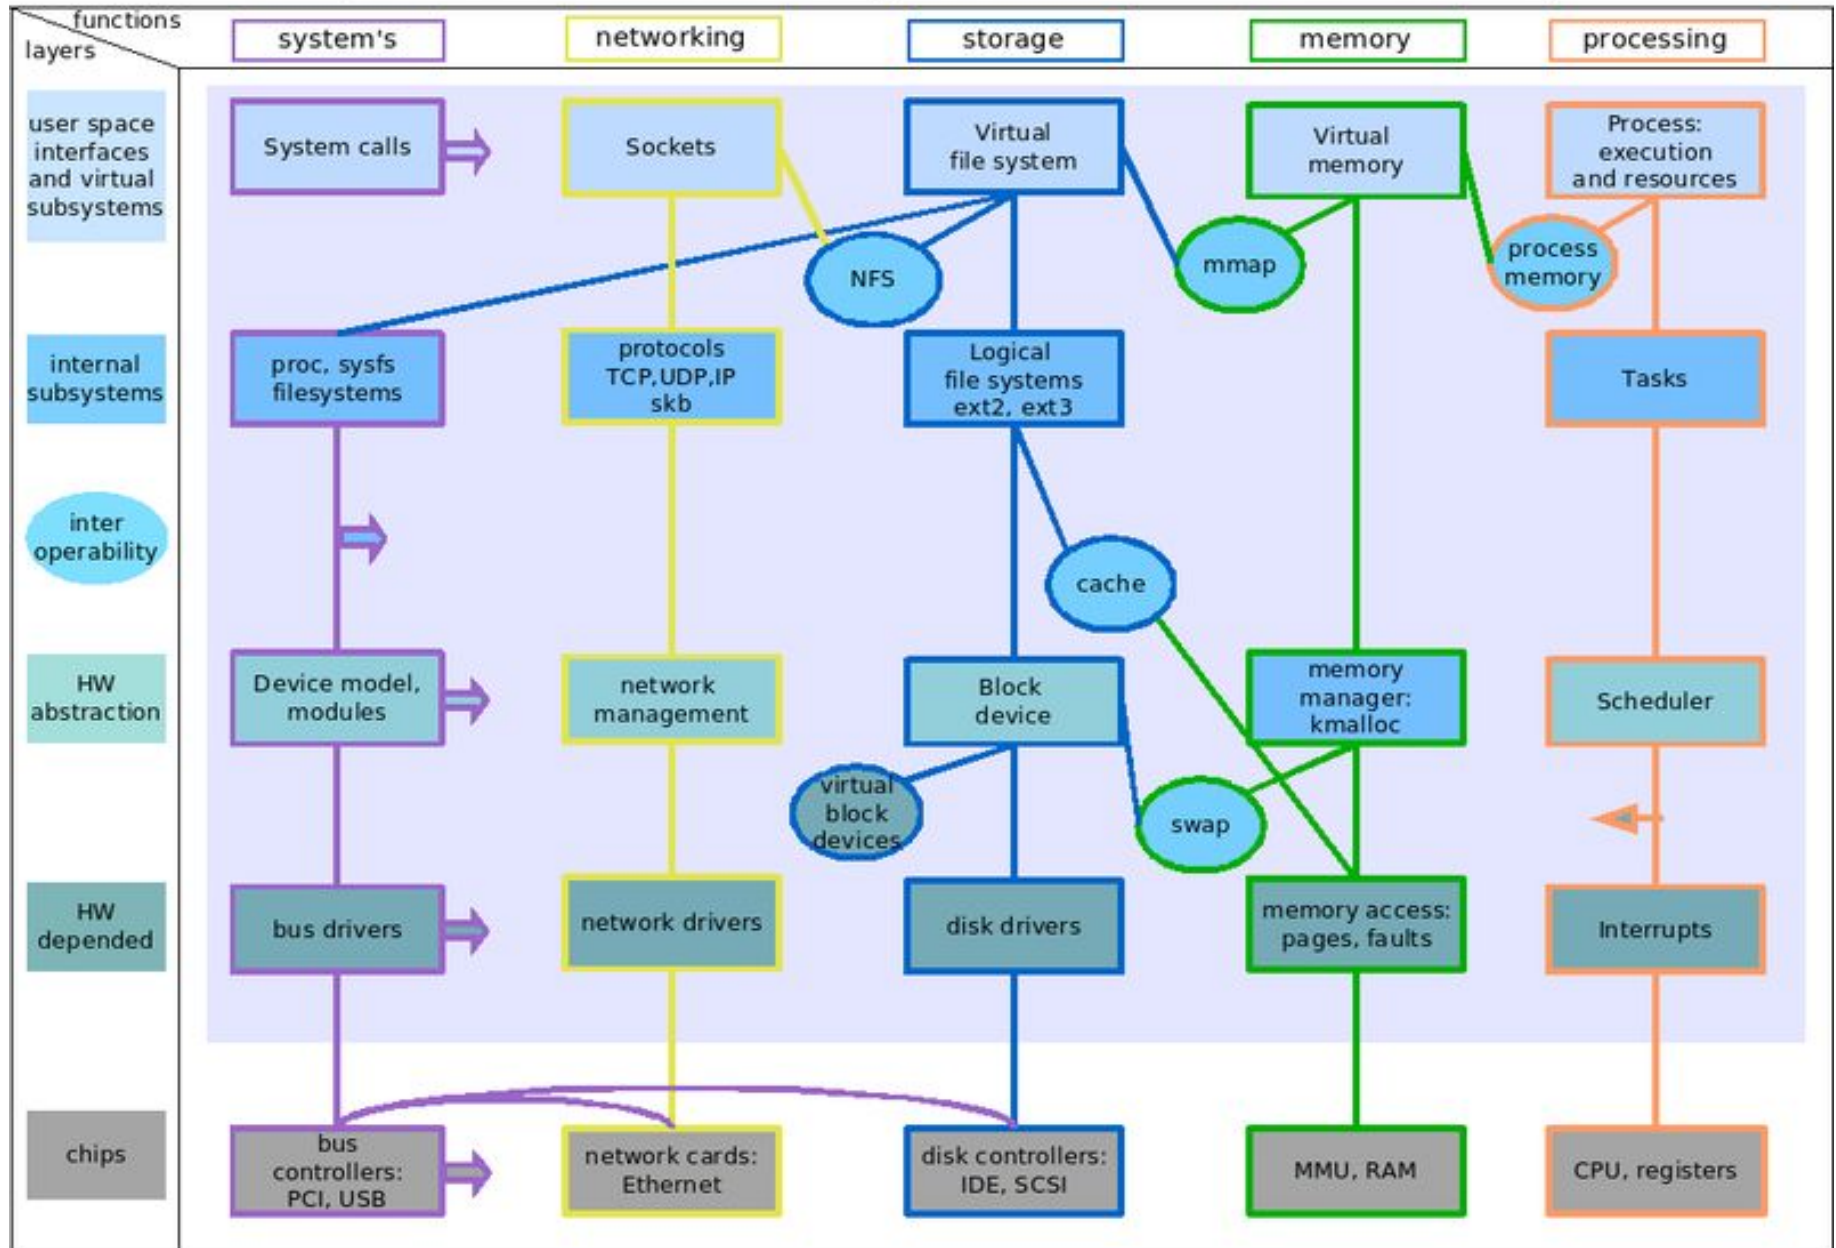 functions
layers
system's
networking
storage
memory
processing
user space
interfaces
and virtual
subsystems
System calls
Sockets
Virtual
file system
Virtual
memory
Process:
execution
and resources
NFS
mmap
process
memory
internal
subsystems
proc, sysfs
filesystems
protocols
TCP,UDP,IP
skb
Logical
file systems
ext2, ext3
Tasks
inter
operability
cache
HW
abstraction
Device model,
modules
network
management
Block
device
memory
manager:
kmalloc
Scheduler
virtual
block
devices
swap
HW
depended
bus drivers
network drivers
disk drivers
memory access:
pages, faults
Interrupts
chips
bus
controllers:
PCI, USB
network cards:
Ethernet
disk controllers:
IDE, SCSI
MMU, RAM
CPU, registers